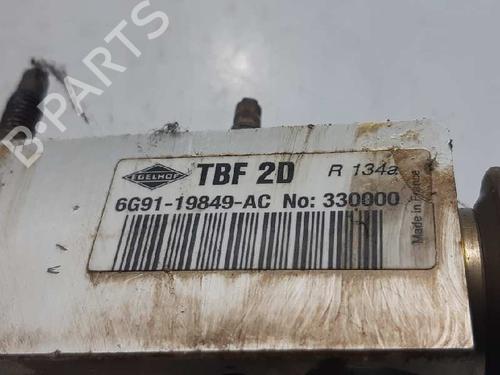 EGELHOF
TBF 2D
R 134a
6G91-19849-AC No: 330000
Made in France
B-PARTS